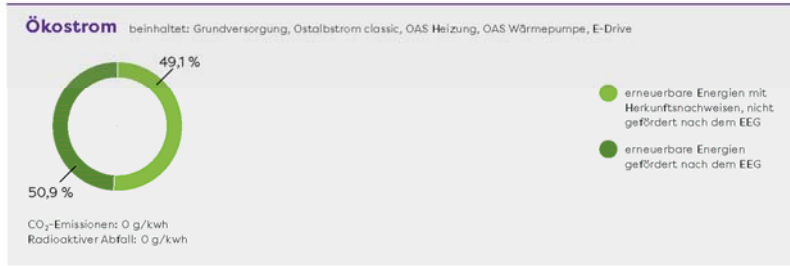 Ökostrom beinhaltet: Grundversorgung, Ostalbstrom classic, OAS Heizung, OAS Wärmepumpe, E-Drive
49,1 %
50,9 %
CO₂-Emissionen: 0 g/kwh
Radioaktiver Abfall: 0 g/kwh
erneuerbare Energien mit
Herkunftsnachweisen, nicht
gefördert nach dem EEG
erneuerbare Energien
gefördert nach dem EEG